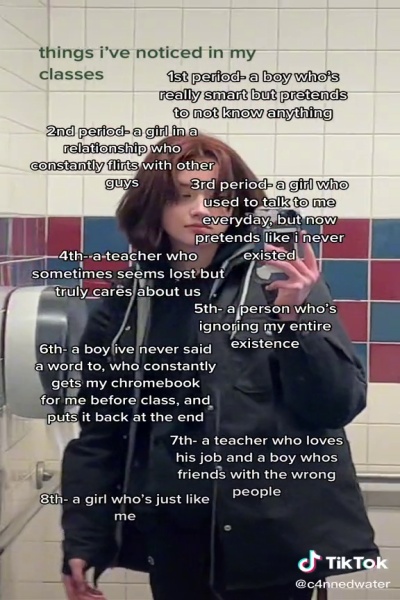 things i've noticed in my
classes
1st period- a boy who's
really smart but pretends
to not know anything
2nd period- a girl in a
relationship who
constantly flirts with other
guys
3rd period- a girl who
used to talk to me
everyday, but now
pretends like i never
existed
4th- a teacher who
sometimes seems lost but
truly cares about us
5th- a person who's
ignoring my entire
existence
6th- a boy ive never said
a word to, who constantly
gets my chromebook
for me before class, and
puts it back at the end
7th- a teacher who loves
his job and a boy whos
friends with the wrong
people
8th- a girl who's just like
me
TikTok
@c4nnedwater